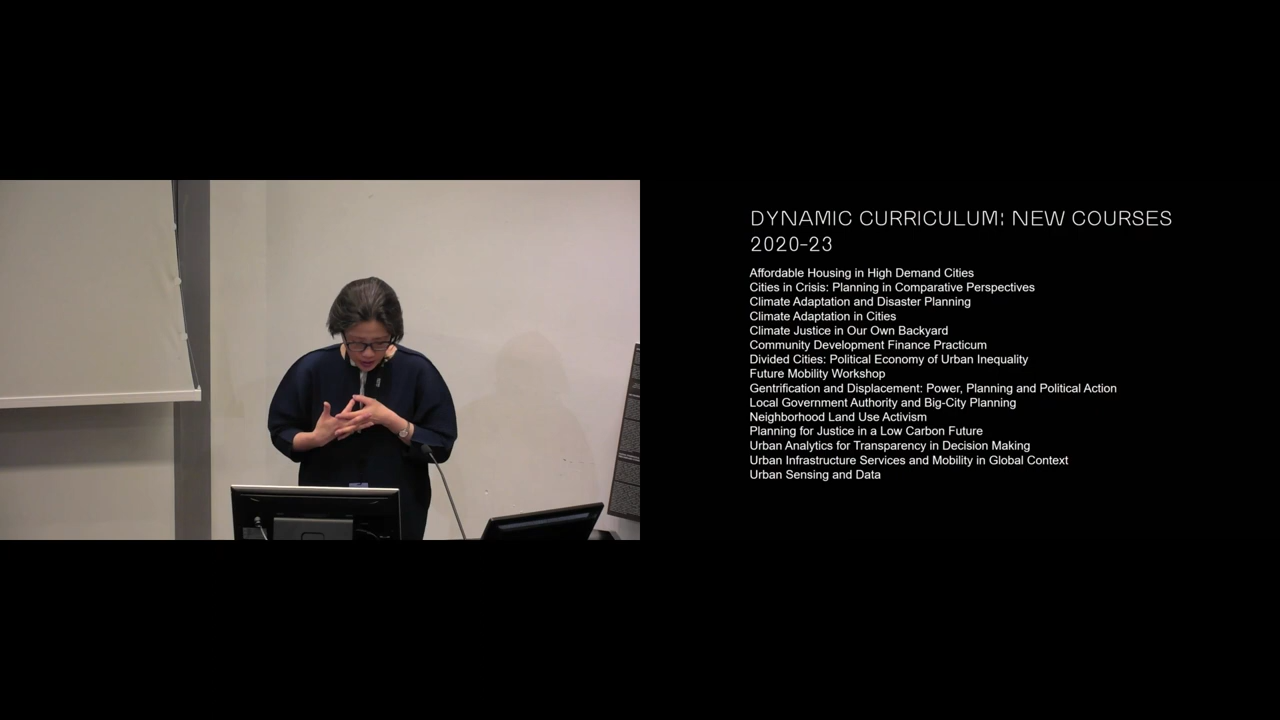 DYNAMIC CURRICULUM: NEW COURSES
2020-23
Affordable Housing in High Demand Cities
Cities in Crisis: Planning in Comparative Perspectives
Climate Adaptation and Disaster Planning
Climate Adaptation in Cities
Climate Justice in Our Own Backyard
Community Development Finance Practicum
Divided Cities: Political Economy of Urban Inequality
Future Mobility Workshop
Gentrification and Displacement: Power, Planning and Political Action
Local Government Authority and Big-City Planning
Neighborhood Land Use Activism
Planning for Justice in a Low Carbon Future
Urban Analytics for Transparency in Decision Making
Urban Infrastructure Services and Mobility in Global Context
Urban Sensing and Data